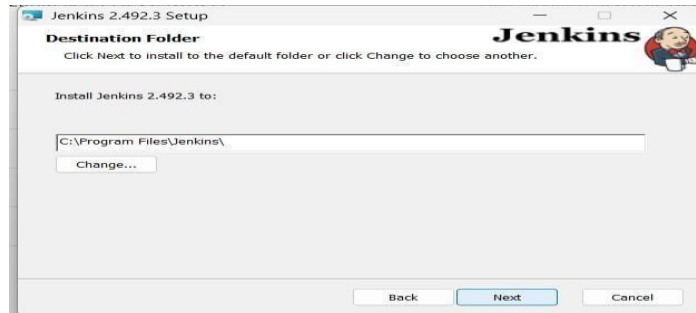 Jenkins 2.492.3 Setup
Destination Folder
Jenkins
Click Next to install to the default folder or click Change to choose another.
Install Jenkins 2.492.3 to:
C:\Program Files\Jenkins\
Change...
Back Next Cancel